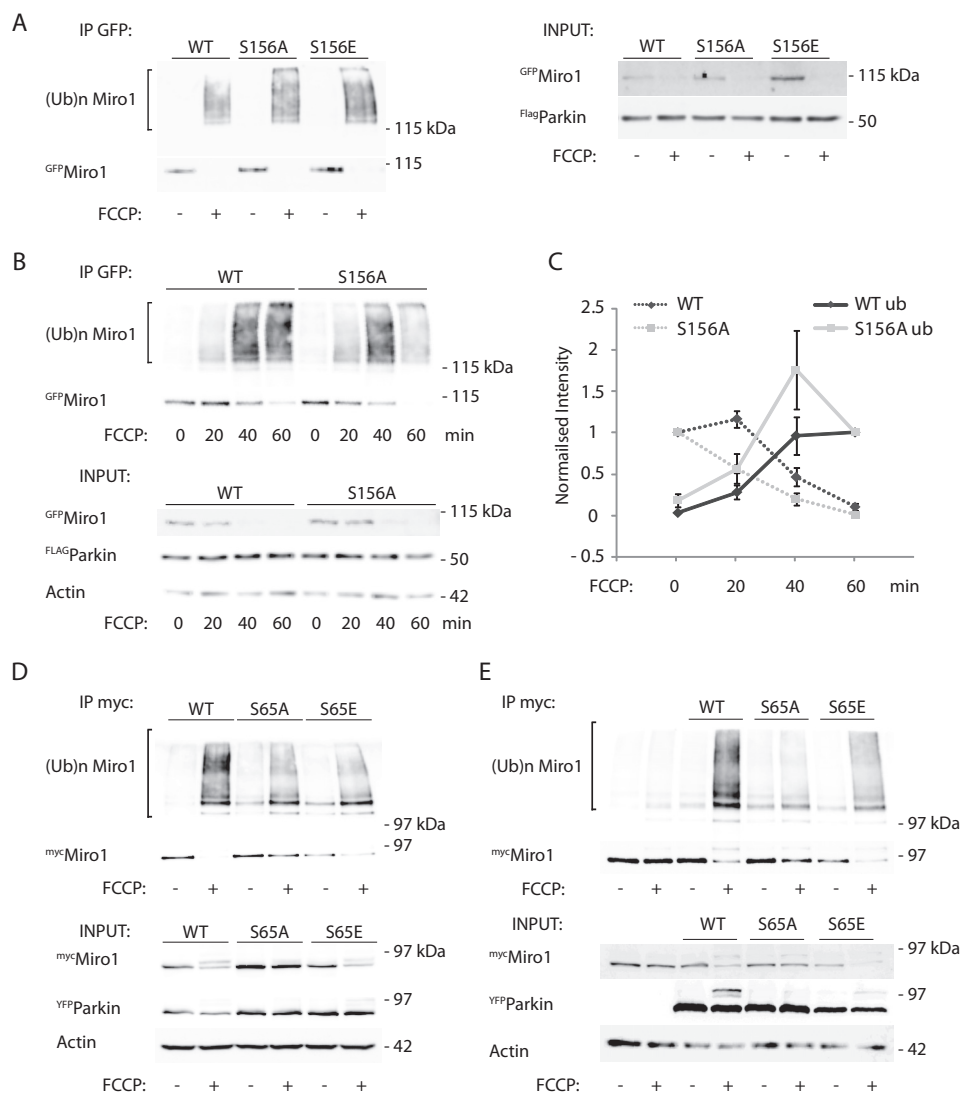 A
IP GFP:
WT S156A S156E
(Ub)n Miro1
- 115 kDa
GFPMiro1
- 115
FCCP: - + - + - +
INPUT:
WT S156A S156E
GFPMiro1
- 115 kDa
FlagParkin
- 50
FCCP: - + - + - +
B
IP GFP:
WT S156A
(Ub)n Miro1
- 115 kDa
GFPMiro1
- 115
FCCP: 0 20 40 60 0 20 40 60 min
INPUT:
WT S156A
GFPMiro1
- 115 kDa
FLAGParkin
- 50
Actin
- 42
FCCP: 0 20 40 60 0 20 40 60 min
C
WT WT ub
S156A S156A ub
Normailsed Intensity
2.5
2
1.5
1
0.5
0
- 0.5
FCCP: 0 20 40 60 min
D
IP myc:
WT S65A S65E
(Ub)n Miro1
- 97 kDa
mycMiro1
- 97
FCCP: - + - + - +
INPUT:
WT S65A S65E
mycMiro1
- 97 kDa
YFPParkin
- 97
Actin
- 42
FCCP: - + - + - +
E
IP myc:
WT S65A S65E
(Ub)n Miro1
- 97 kDa
mycMiro1
- 97
FCCP: - + - + - + - +
INPUT:
WT S65A S65E
mycMiro1
- 97 kDa
YFPParkin
- 97
Actin
- 42
FCCP: - + - + - + - +